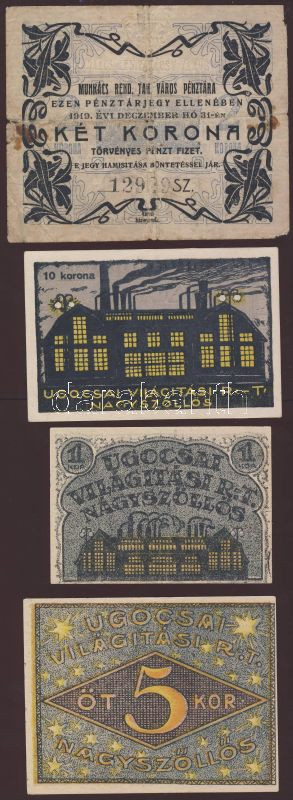 MUNKÁCS REND. TAN. VÁROS PÉNZTÁRA
EZEN PÉNZTÁRJEGY ELLENÉBEN
1919. ÉVI DECZEMBER HÓ 31-ÉN
KÉT KORONA
KORONA KORONA
TÖRVÉNYES PÉNZT FIZET.
E JEGY HAMISITÁSA BÜNTETÉSSEL JÁR.
SZ.
10 korona
UGOCSAI VILÁGITÁSI R.-T.
NAGYSZŐLLŐS
1 KOR 1 KOR
UGOCSAI
VILÁGITÁSI R.T.
NAGYSZŐLLŐS
UGOCSAI-
VILÁGITÁSI R.T.
ÖT 5 KOR.
NAGYSZŐLLŐS